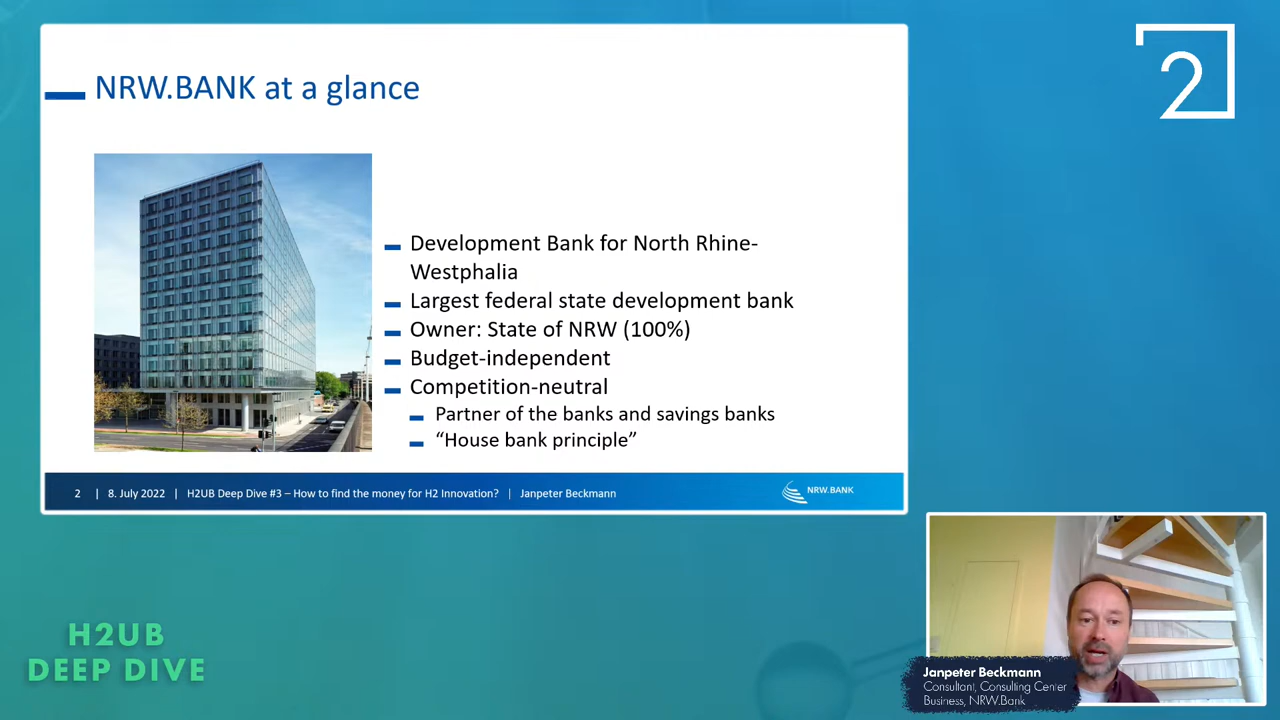 NRW.BANK at a glance
2
Development Bank for North Rhine-
Westphalia
Largest federal state development bank
Owner: State of NRW (100%)
Budget-independent
Competition-neutral
Partner of the banks and savings banks
“House bank principle”
2 | 8. July 2022 | H2UB Deep Dive #3 – How to find the money for H2 Innovation? | Janpeter Beckmann
NRW.BANK
H2UB
DEEP DIVE
Janpeter Beckmann
Consultant, Consulting Center
Business, NRW.Bank